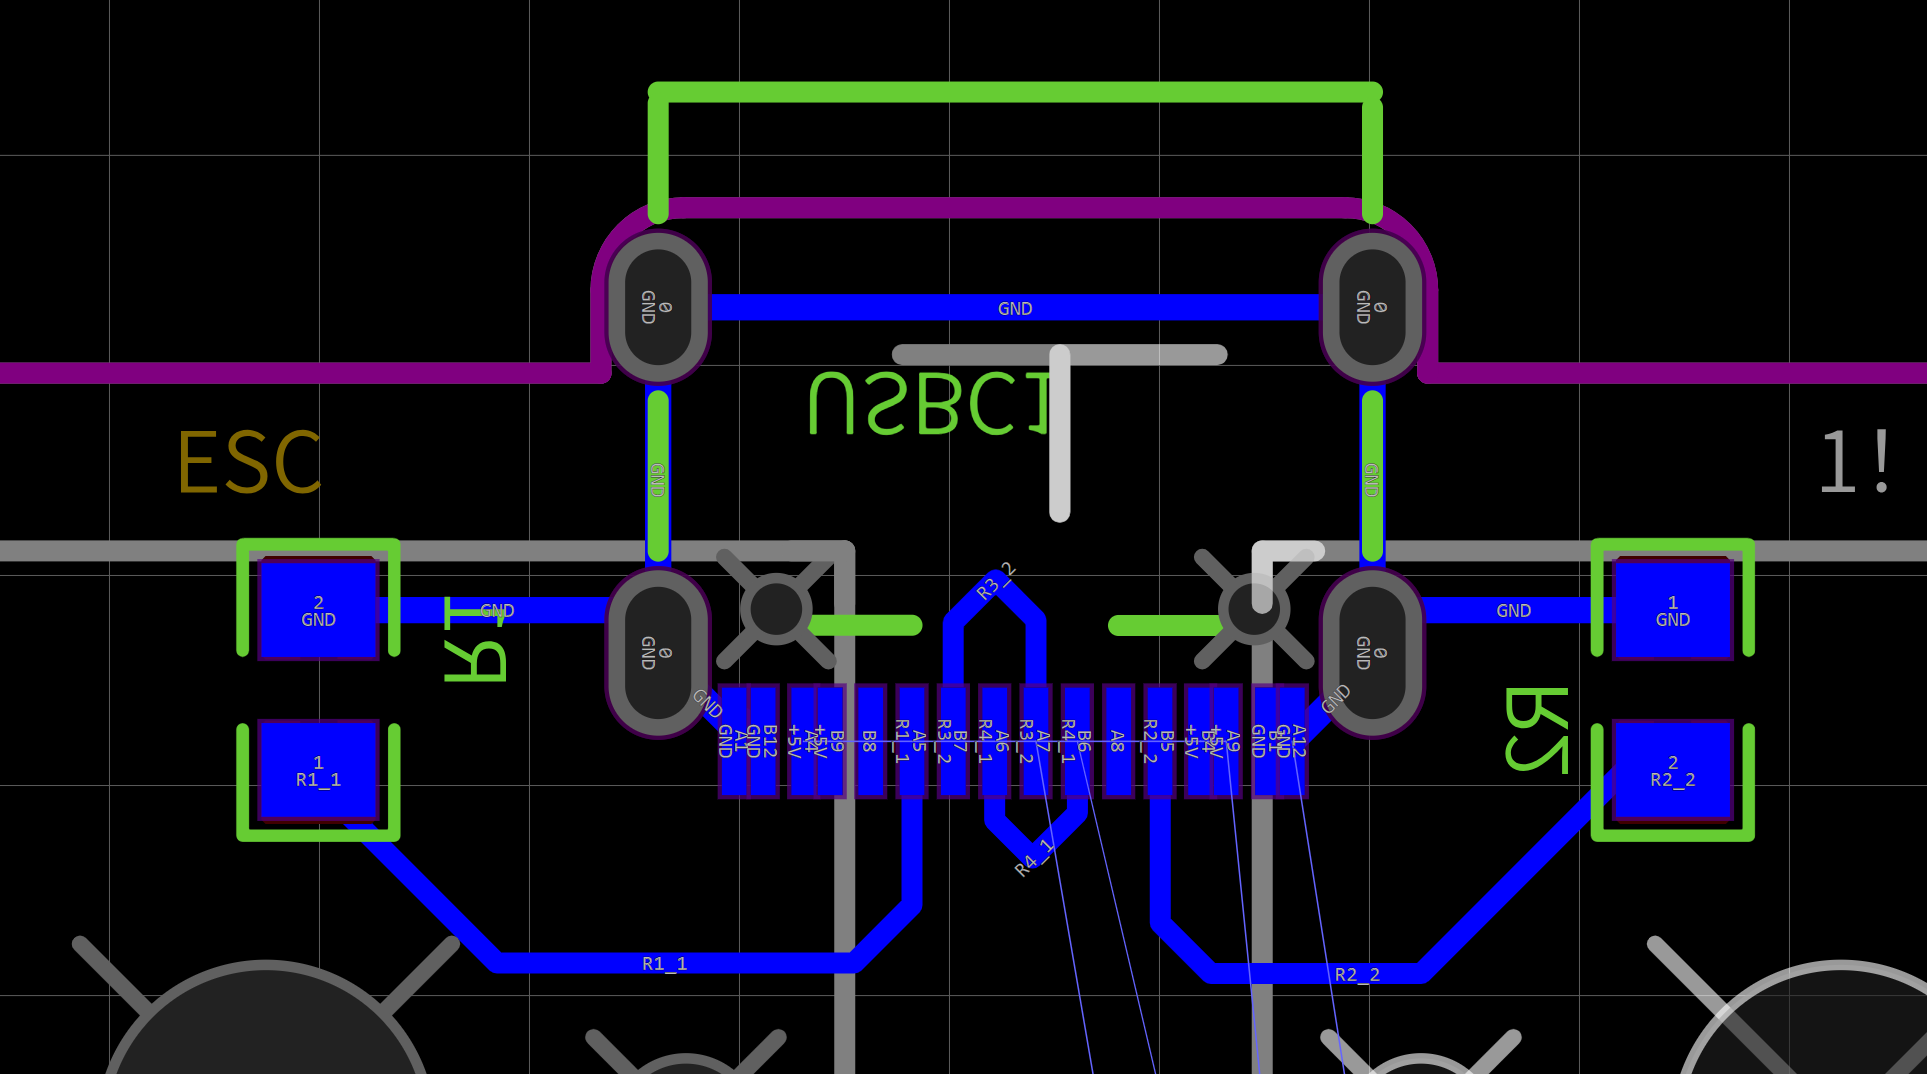 0
GND
0
GND
GND
USBC1
ESC
1!
GND
GND
R3_2
2
GND
GND
R1
0
GND
0
GND
GND
1
GND
GND
GND
R2
GND
A1
GND
B12
+5V
A4
+5V
B9
B8
R1_1
A5
R3_2
B7
R4_1
A6
R3_2
A7
R4_1
B6
A8
R2_2
B5
+5V
B4
+5V
A9
GND
B1
GND
A12
1
R1_1
2
R2_2
R4_1
R1_1
R2_2